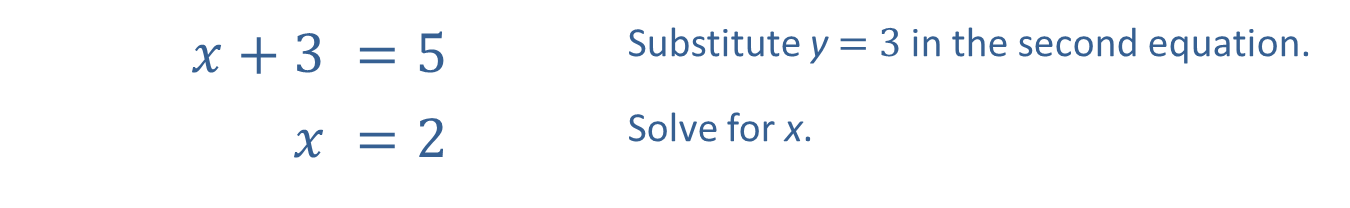 x + 3 = 5 Substitute y = 3 in the second equation.
x = 2 Solve for x.